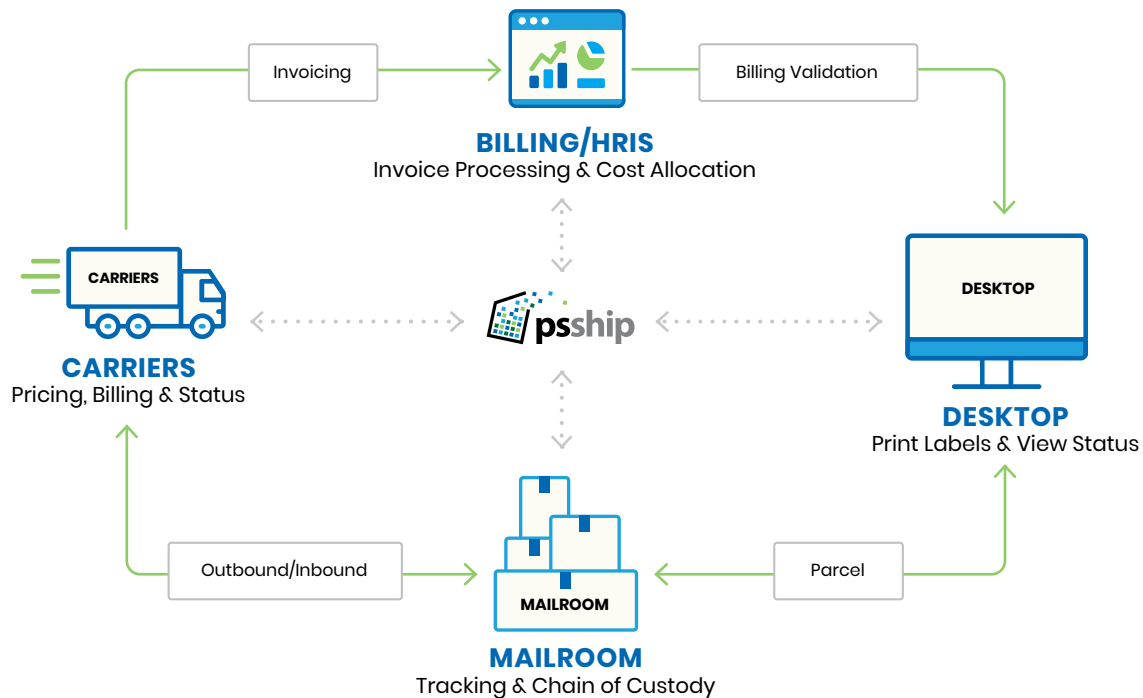 Invoicing
Billing Validation
BILLING/HRIS
Invoice Processing & Cost Allocation
CARRIERS
DESKTOP
psship
CARRIERS
Pricing, Billing & Status
DESKTOP
Print Labels & View Status
Outbound/Inbound
Parcel
MAILROOM
MAILROOM
Tracking & Chain of Custody